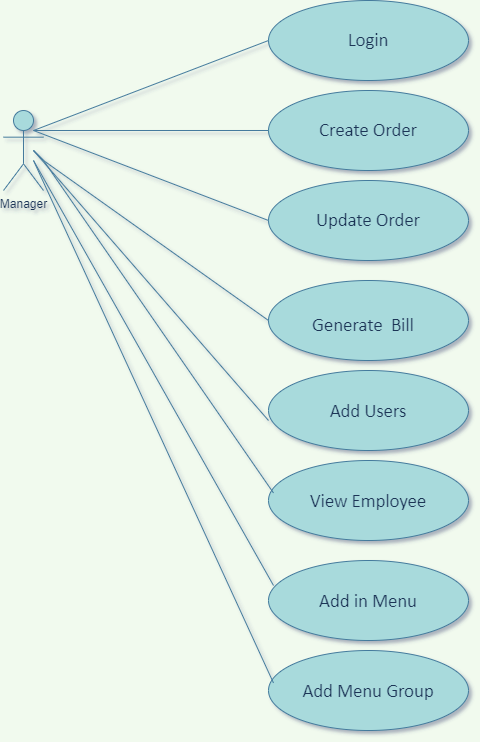 Login
Create Order
Manager
Update Order
Generate  Bill
Add Users
View Employee
Add in Menu
Add Menu Group